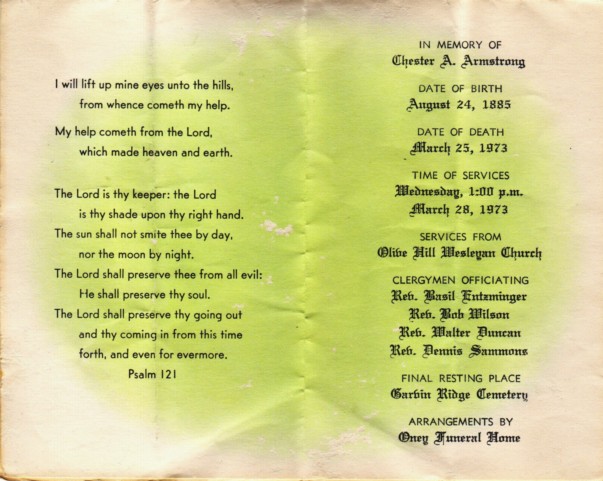 I will lift up mine eyes unto the hills,
from whence cometh my help.
My help cometh from the Lord,
which made heaven and earth.
The Lord is thy keeper: the Lord
is thy shade upon thy right hand.
The sun shall not smite thee by day,
nor the moon by night.
The Lord shall preserve thee from all evil:
He shall preserve thy soul.
The Lord shall preserve thy going out
and thy coming in from this time
forth, and even for evermore.
Psalm 121
IN MEMORY OF
Chester A. Armstrong
DATE OF BIRTH
August 24, 1885
DATE OF DEATH
March 25, 1973
TIME OF SERVICES
Wednesday, 1:00 p.m.
March 28, 1973
SERVICES FROM
Olive Hill Wesleyan Church
CLERGYMEN OFFICIATING
Rev. Basil Entzminger
Rev. Bob Wilson
Rev. Walter Duncan
Rev. Dennis Sammons
FINAL RESTING PLACE
Garvin Ridge Cemetery
ARRANGEMENTS BY
Oney Funeral Home